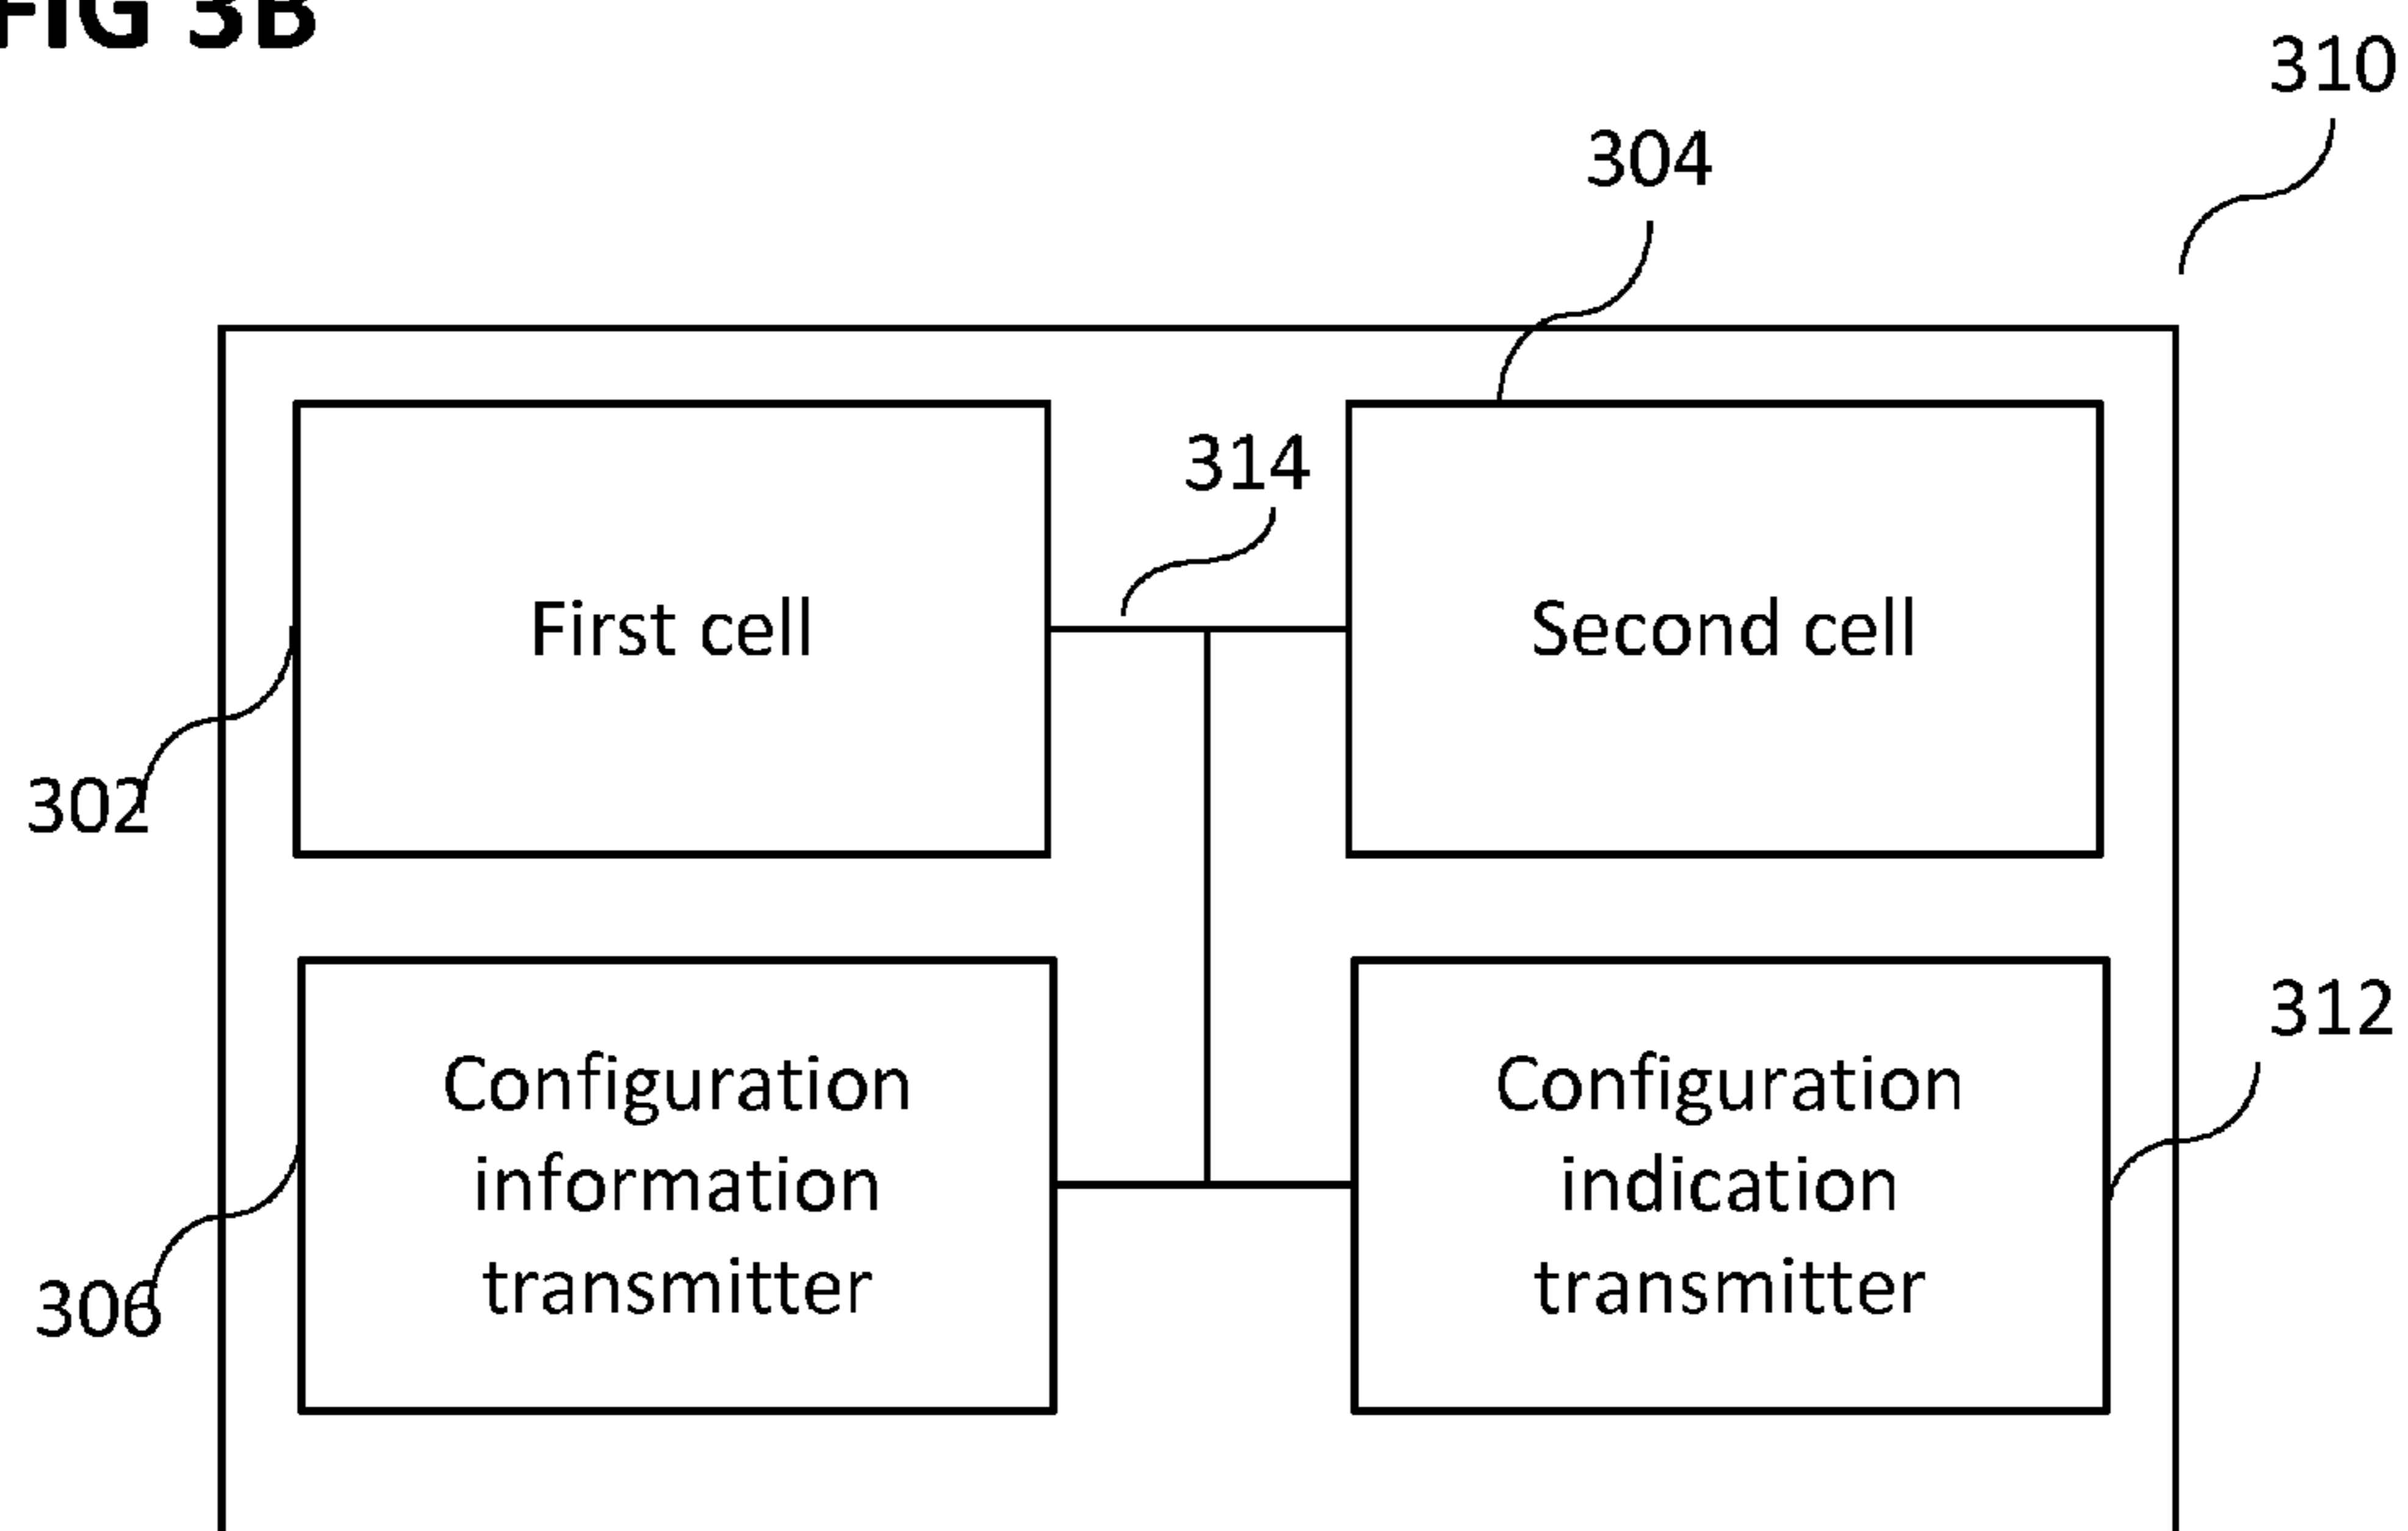 FIG 3B
310
304
314
First cell
Second cell
302
312
Configuration
information
transmitter
Configuration
indication
transmitter
306